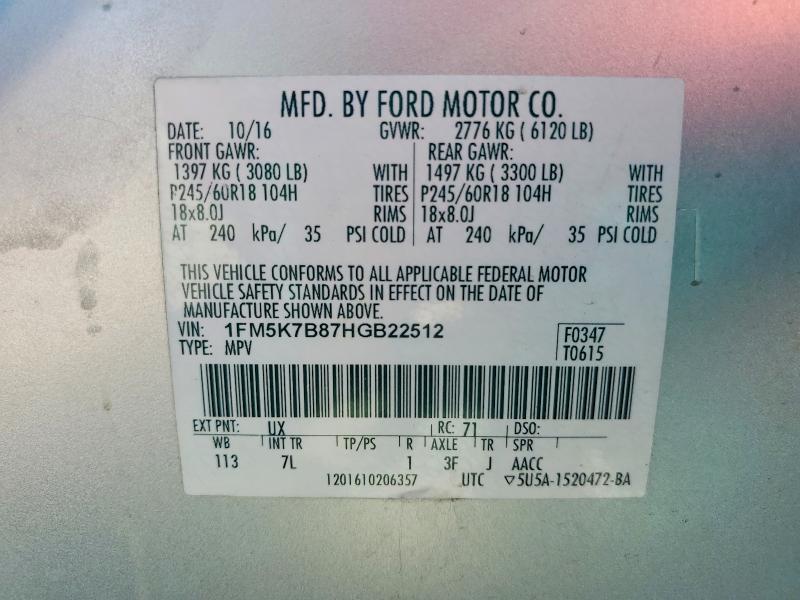 MFD. BY FORD MOTOR CO.
DATE: 10/16 GVWR: 2776 KG ( 6120 LB)
FRONT GAWR: REAR GAWR:
1397 KG ( 3080 LB) WITH 1497 KG ( 3300 LB) WITH
P245/60R18 104H TIRES P245/60R18 104H TIRES
18x8.0J RIMS 18x8.0J RIMS
AT 240 kPa/ 35 PSI COLD AT 240 kPa/ 35 PSI COLD
THIS VEHICLE CONFORMS TO ALL APPLICABLE FEDERAL MOTOR
VEHICLE SAFETY STANDARDS IN EFFECT ON THE DATE OF
MANUFACTURE SHOWN ABOVE.
VIN: 1FM5K7B87HGB22512 F0347
TYPE: MPV T0615
EXT PNT: UX RC: 71 DSO:
WB INT TR TP/PS R AXLE TR SPR
113 7L 1 3F J AACC
1201610206357 UTC ▽5U5A-1520472-BA